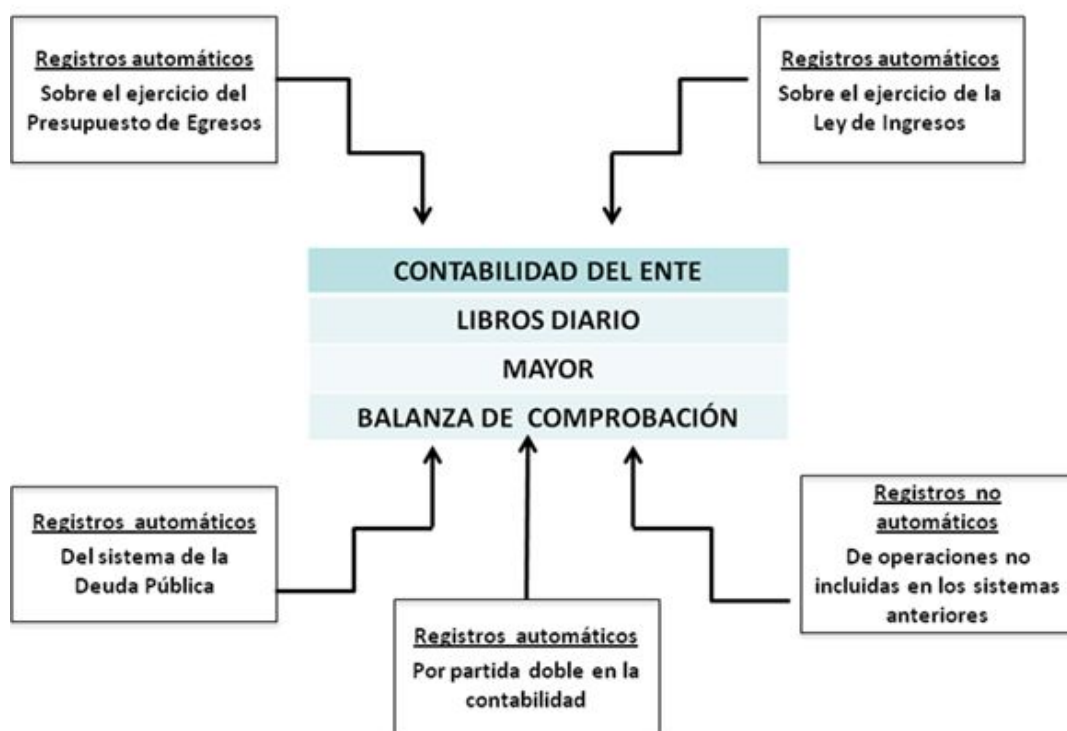 Registros automáticos
Sobre el ejercicio del
Presupuesto de Egresos
Registros automáticos
Sobre el ejercicio de la
Ley de Ingresos
CONTABILIDAD DEL ENTE
LIBROS DIARIO
MAYOR
BALANZA DE COMPROBACIÓN
Registros automáticos
Del sistema de la
Deuda Pública
Registros automáticos
Por partida doble en la
contabilidad
Registros no
automáticos
De operaciones no
incluidas en los sistemas
anteriores